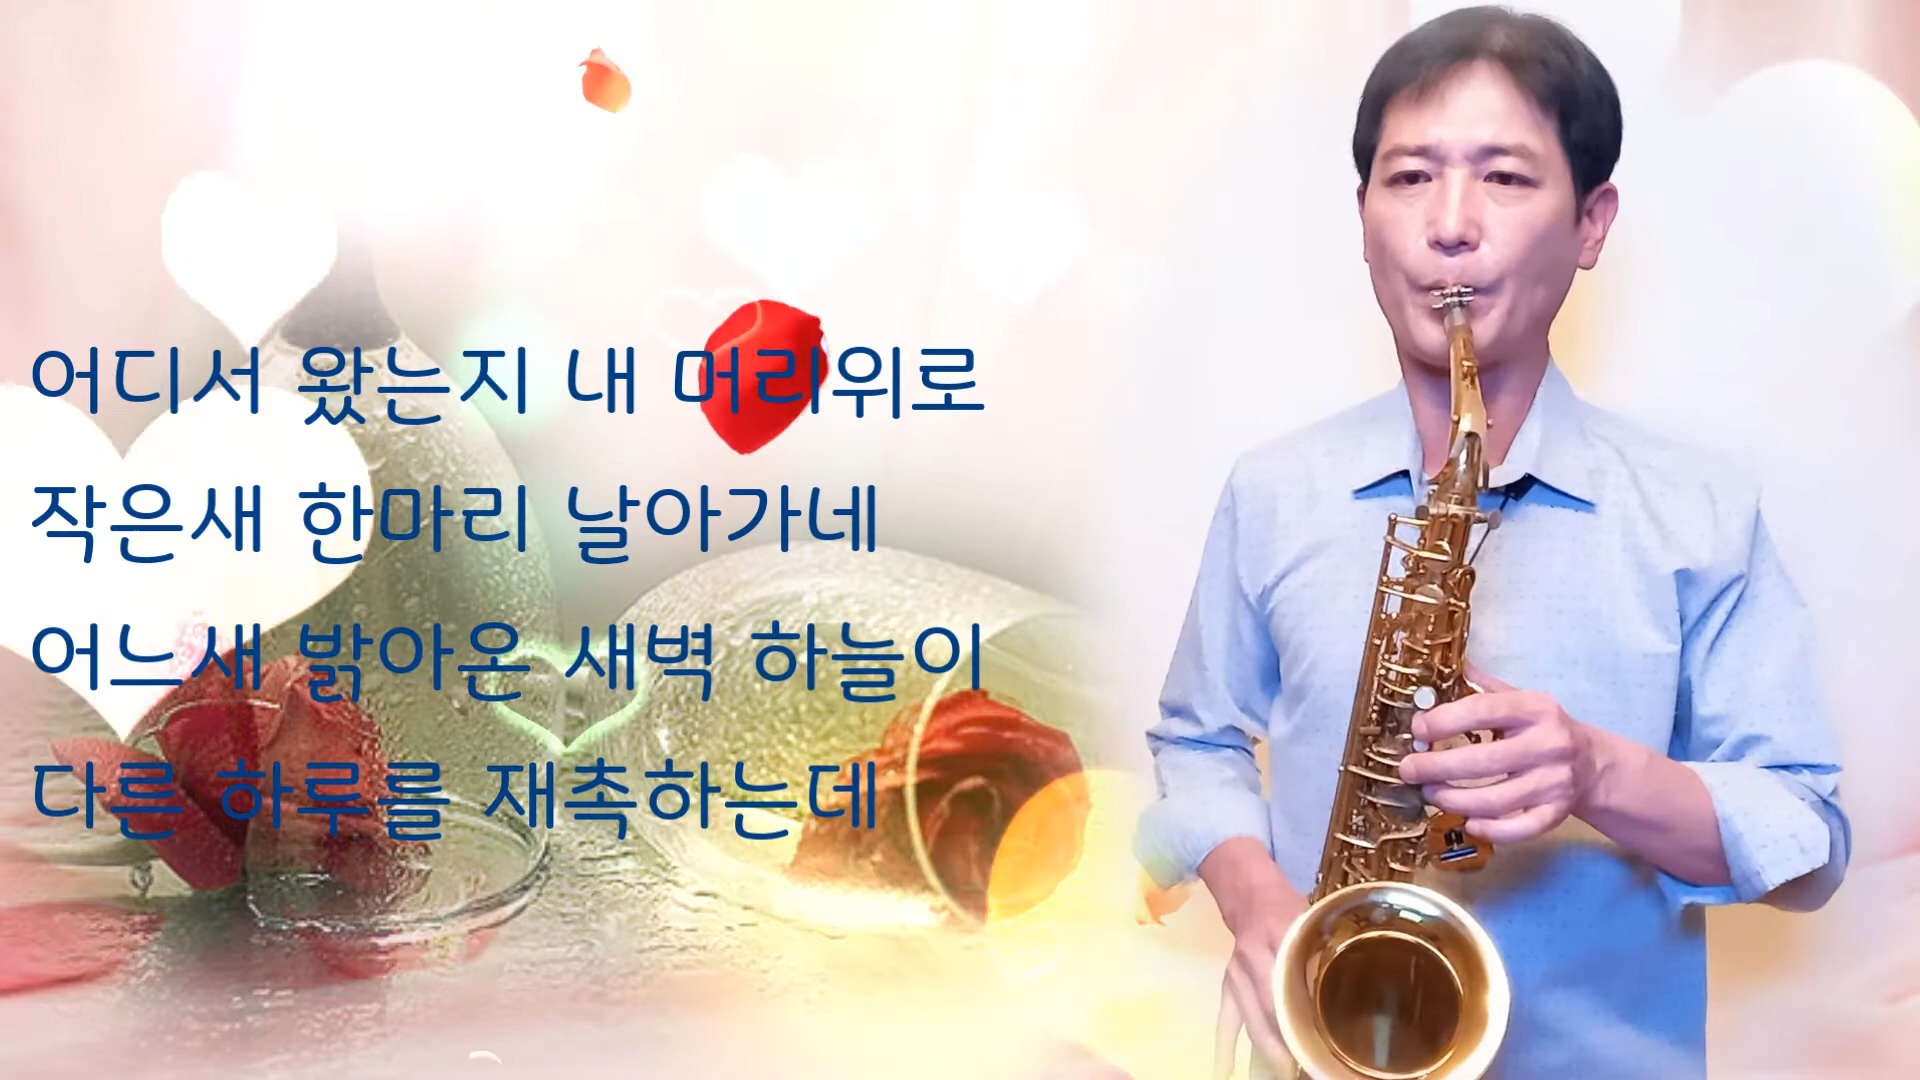 어디서 왔는지 내 머리위로
작은새 한마리 날아가네
어느새 밝아온 새벽 하늘이
다른 하루를 재촉하는데